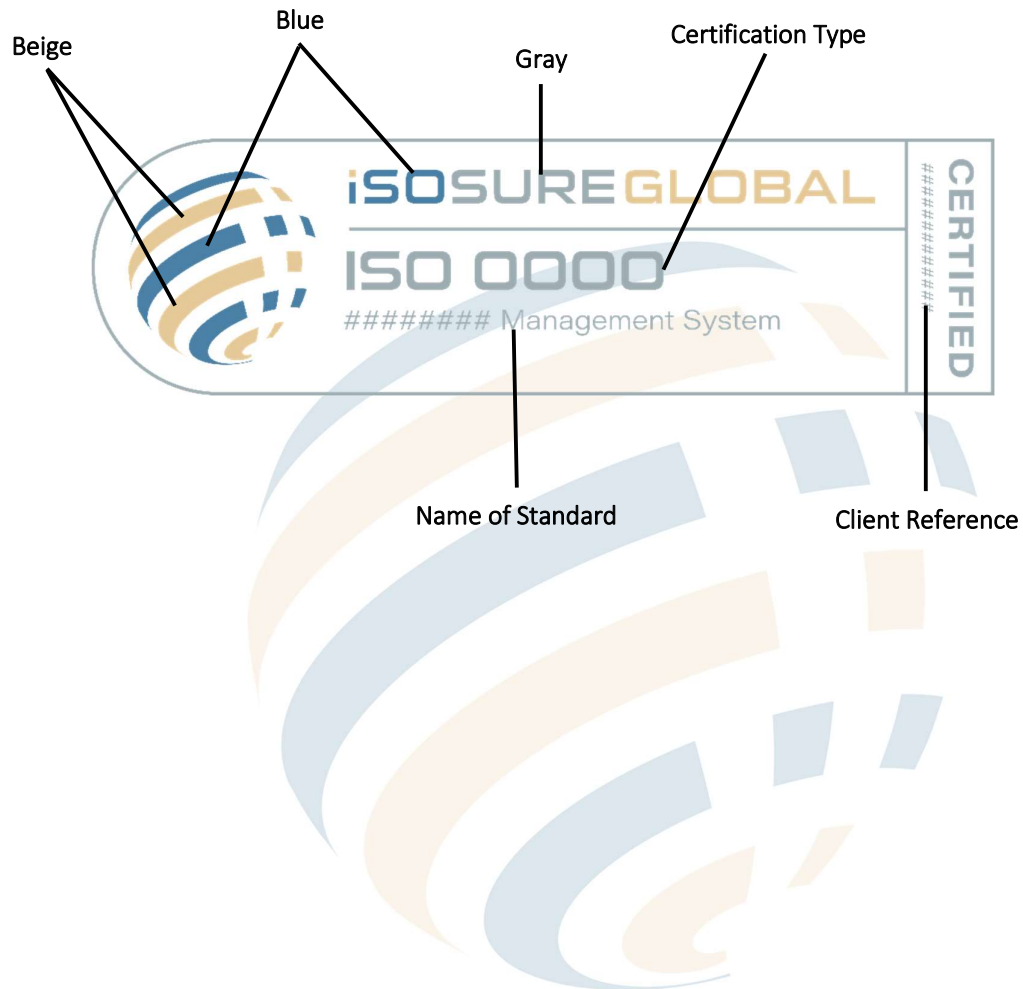 Blue
Certification Type
Beige
Gray
iSOSUREGLOBAL
ISO 0000
######## Management System
##############
CERTIFIED
Name of Standard
Client Reference